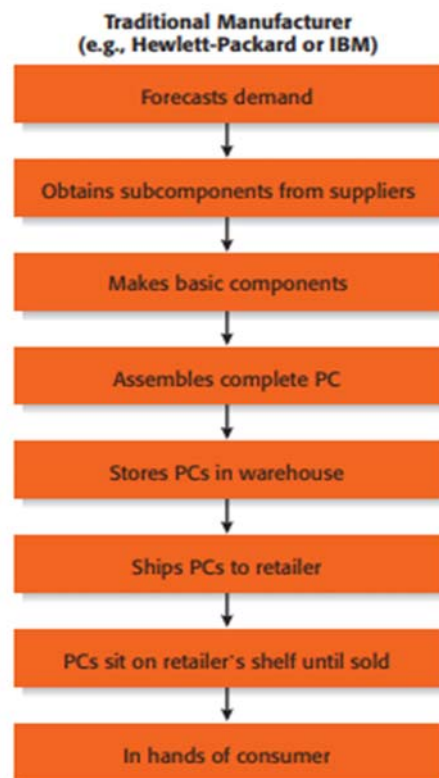 Traditional Manufacturer
(e.g., Hewlett-Packard or IBM)
Forecasts demand
Obtains subcomponents from suppliers
Makes basic components
Assembles complete PC
Stores PCs in warehouse
Ships PCs to retailer
PCs sit on retailer's shelf until sold
In hands of consumer